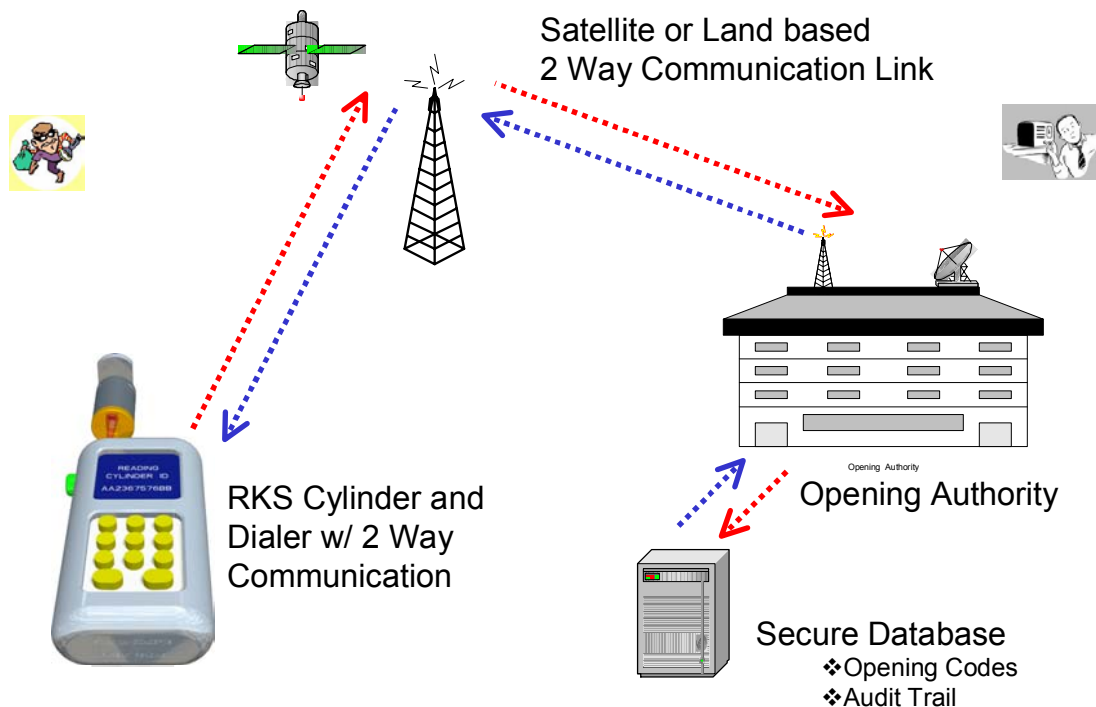 Satellite or Land based
2 Way Communication Link
READING
CYLINDER ID
AA2367576BB
RKS Cylinder and
Dialer w/ 2 Way
Communication
Opening Authority
Opening Authority
Secure Database
❖Opening Codes
❖Audit Trail